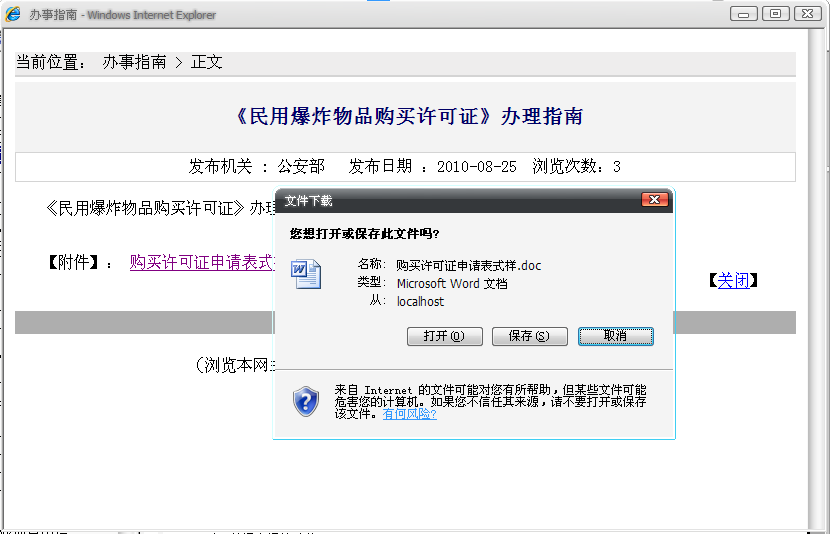 办事指南 - Windows Internet Explorer
当前位置： 办事指南 > 正文
《民用爆炸物品购买许可证》办理指南
发布机关 ：公安部 发布日期 ：2010-08-25 浏览次数：3
《民用爆炸物品购买许可证》办理
文件下载
您想打开或保存此文件吗?
【附件】： 购买许可证申请表式样
名称： 购买许可证申请表式样.doc
类型： Microsoft Word 文档
从： localhost
【关闭】
打开(O) 保存(S) 取消
（浏览本网
来自 Internet 的文件可能对您有所帮助，但某些文件可能
危害您的计算机。如果您不信任其来源，请不要打开或保存
该文件。有何风险?